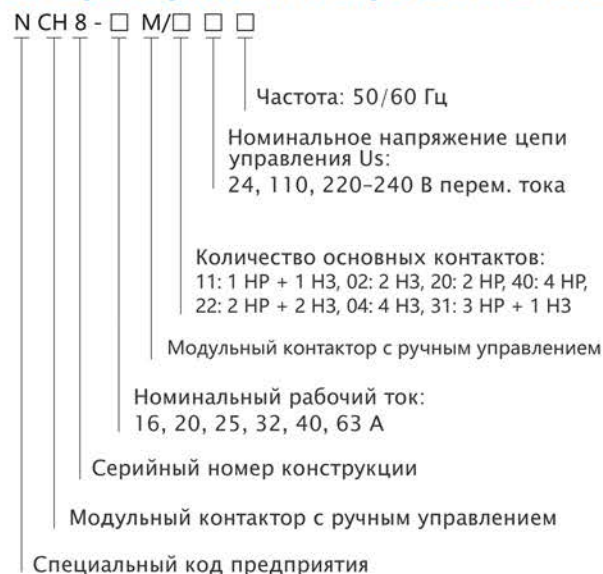 N CH 8 - □ M/□ □ □
Частота: 50/60 Гц
Номинальное напряжение цепи
управления Us:
24, 110, 220–240 В перем. тока
Количество основных контактов:
11: 1 НР + 1 НЗ, 02: 2 НЗ, 20: 2 НР, 40: 4 НР,
22: 2 НР + 2 НЗ, 04: 4 НЗ, 31: 3 НР + 1 НЗ
Модульный контактор с ручным управлением
Номинальный рабочий ток:
16, 20, 25, 32, 40, 63 А
Серийный номер конструкции
Модульный контактор с ручным управлением
Специальный код предприятия